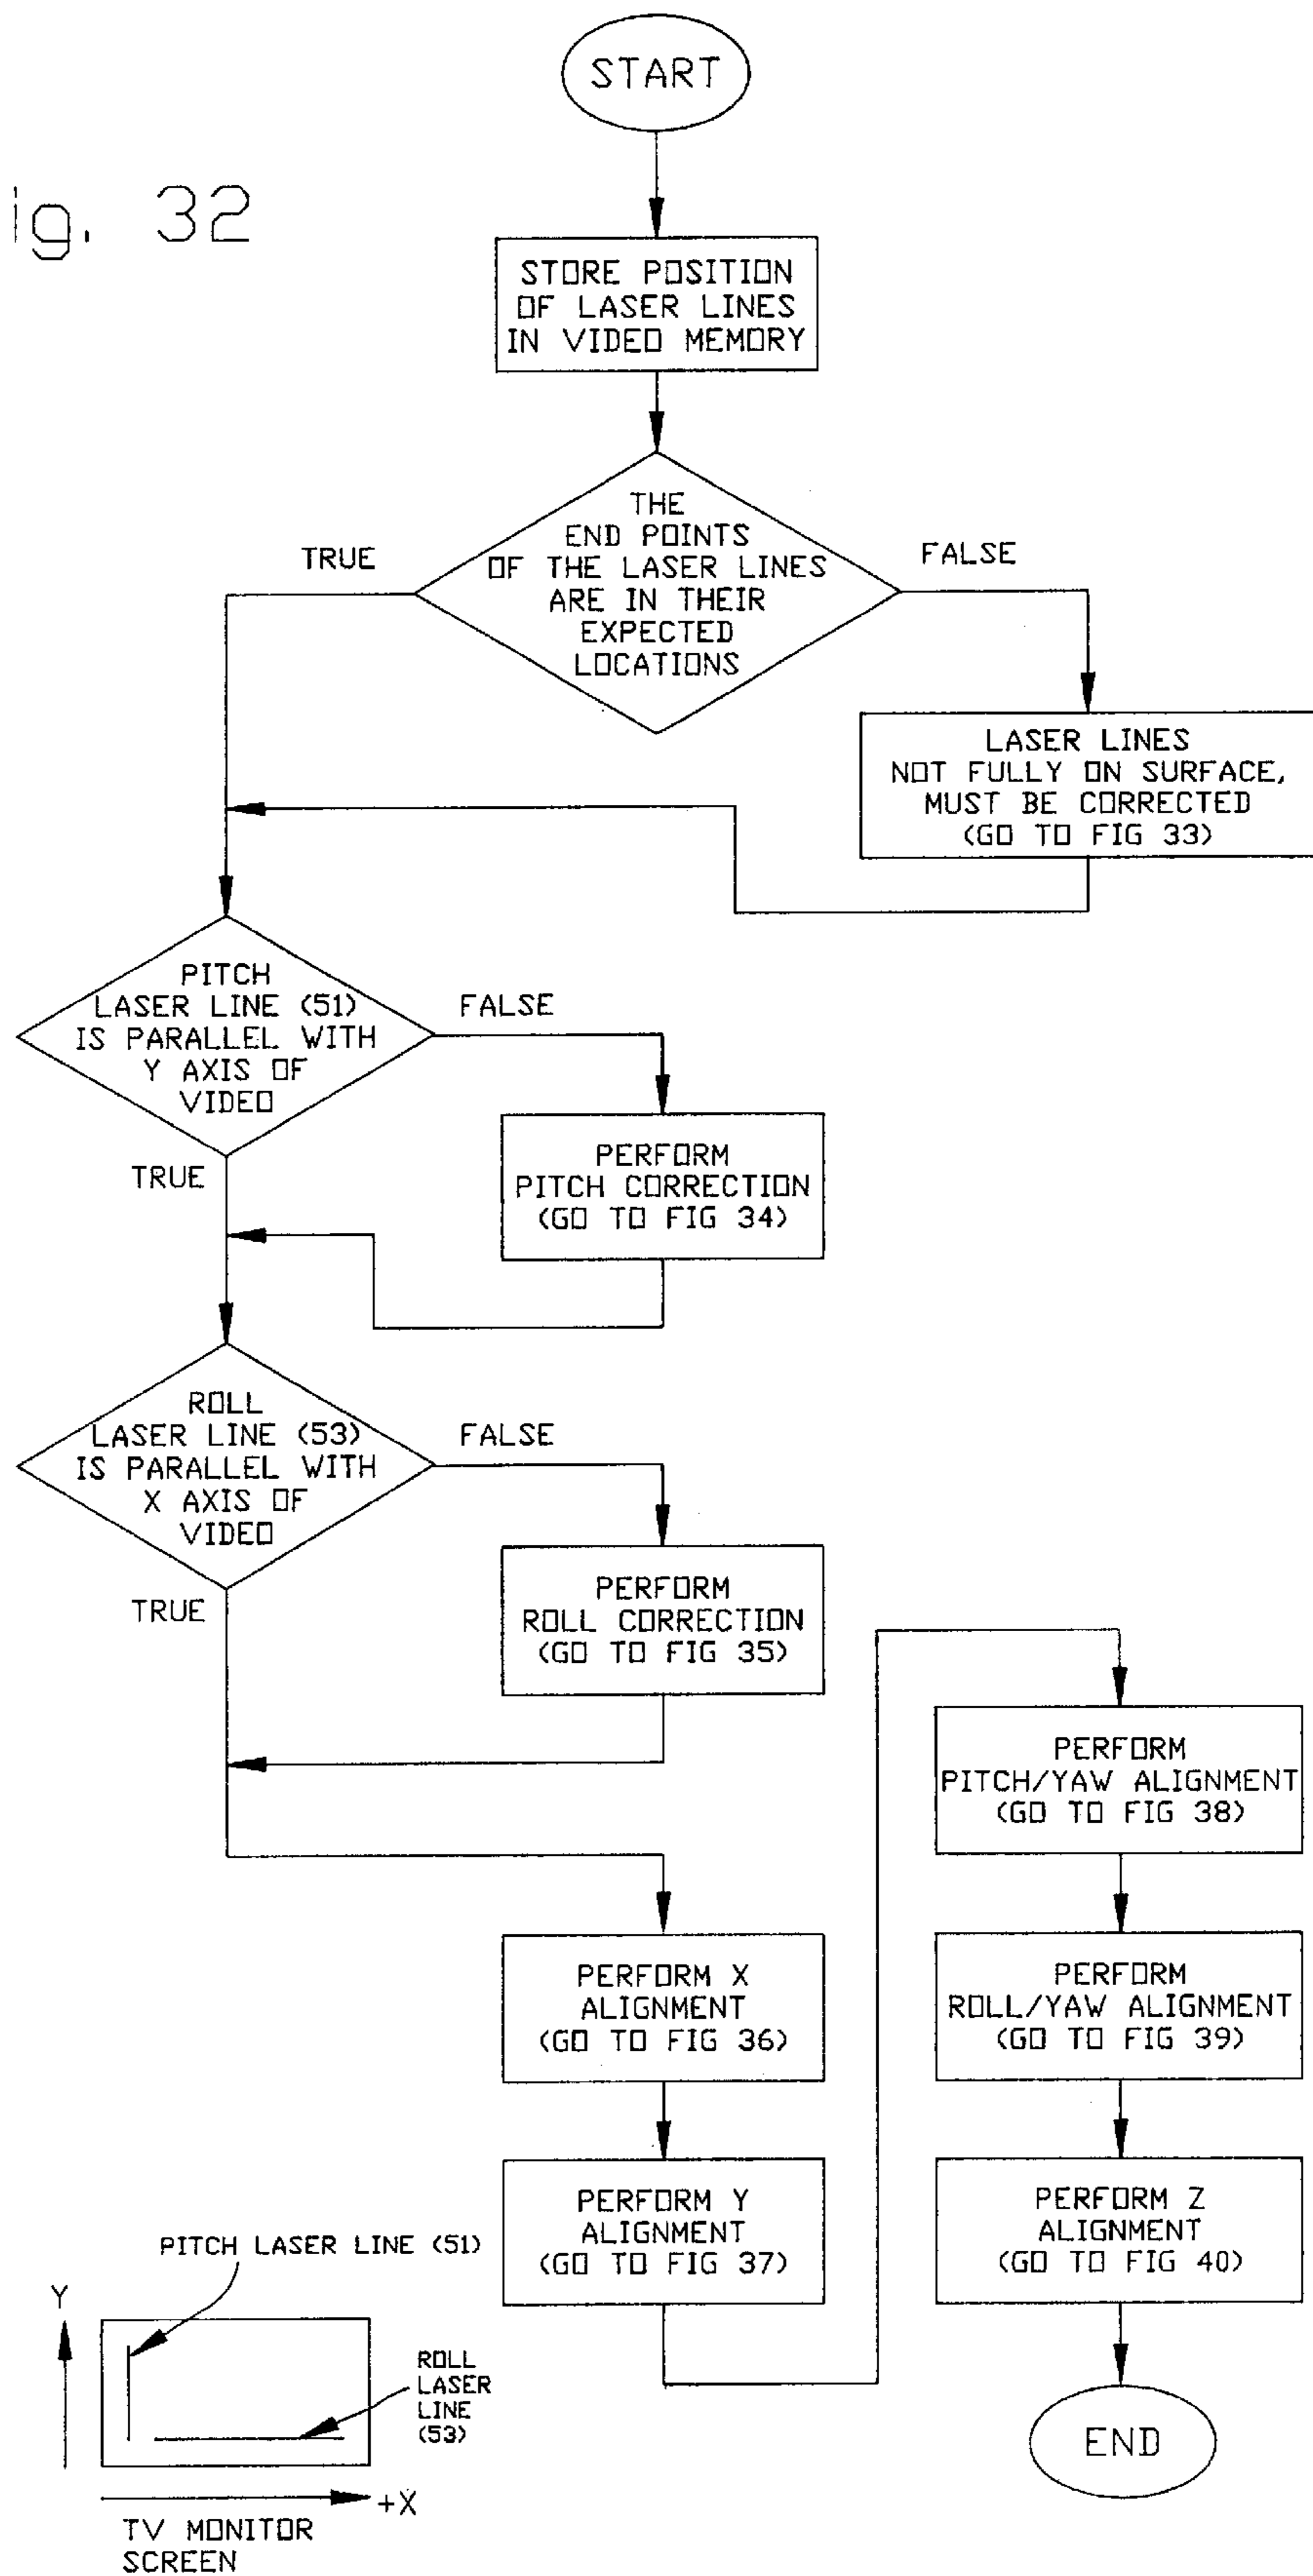 START
ig. 32
STORE POSITION
OF LASER LINES
IN VIDEO MEMORY
THE
END POINTS
OF THE LASER LINES
ARE IN THEIR
EXPECTED
LOCATIONS
TRUE
FALSE
LASER LINES
NOT FULLY ON SURFACE,
MUST BE CORRECTED
(GO TO FIG 33)
PITCH
LASER LINE (51)
IS PARALLEL WITH
Y AXIS OF
VIDEO
FALSE
TRUE
PERFORM
PITCH CORRECTION
(GO TO FIG 34)
ROLL
LASER LINE (53)
IS PARALLEL WITH
X AXIS OF
VIDEO
FALSE
TRUE
PERFORM
ROLL CORRECTION
(GO TO FIG 35)
PERFORM X
ALIGNMENT
(GO TO FIG 36)
PERFORM Y
ALIGNMENT
(GO TO FIG 37)
PERFORM
PITCH/YAW ALIGNMENT
(GO TO FIG 38)
PERFORM
ROLL/YAW ALIGNMENT
(GO TO FIG 39)
PERFORM Z
ALIGNMENT
(GO TO FIG 40)
END
PITCH LASER LINE (51)
Y
ROLL
LASER
LINE
(53)
+X
TV MONITOR
SCREEN